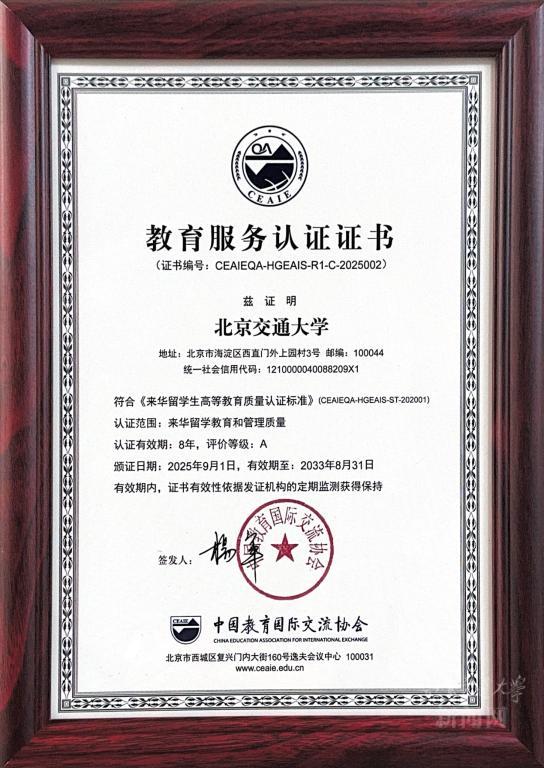 QA
CEAIE
教育服务认证证书
（证书编号：CEAIEQA-HGEAIS-R1-C-2025002）
兹证明
北京交通大学
地址：北京市海淀区西直门外上园村3号 邮编：100044
统一社会信用代码：1210000040088209X1
符合《来华留学生高等教育质量认证标准》(CEAIEQA-HGEAIS-ST-202001)
认证范围：来华留学教育和管理质量
认证有效期：8年，评价等级：A
颁证日期：2025年9月1日，有效期至：2033年8月31日
有效期内，证书有效性依据发证机构的定期监测获得保持
中国教育国际交流协会
签发人：
CEAIE
中国教育国际交流协会
CHINA EDUCATION ASSOCIATION FOR INTERNATIONAL EXCHANGE
北京市西城区复兴门内大街160号逸夫会议中心 100031
www.ceaie.edu.cn
大学
新闻网